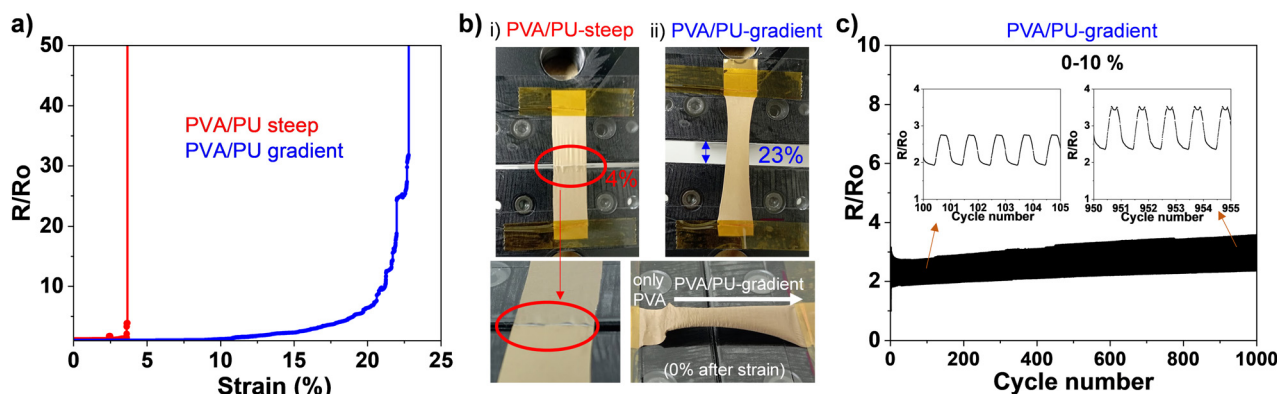 a)
50
40
30
20
10
R/Ro
PVA/PU steep
PVA/PU gradient
0
5
10
15
20
25
Strain (%)
b)
i) PVA/PU-steep
ii) PVA/PU-gradient
4%
23%
only
PVA
PVA/PU-gradient
(0% after strain)
c)
PVA/PU-gradient
0-10 %
10
8
6
4
2
0
R/Ro
4
3
2
1
R/Ro
100 101 102 103 104 105
Cycle number
4
3
2
1
R/Ro
950 951 952 953 954 955
Cycle number
0 200 400 600 800 1000
Cycle number